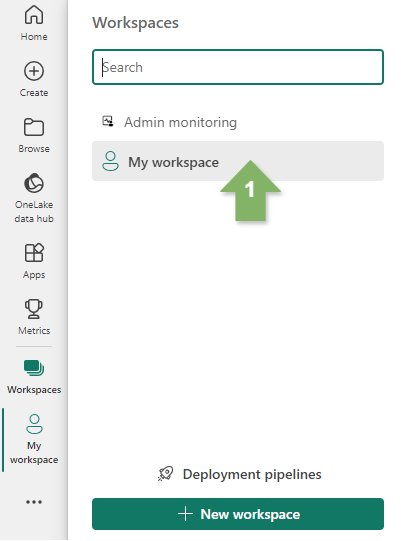 Home
Create
Browse
OneLake
data hub
Apps
Metrics
Workspaces
My
workspace
Workspaces
Search
Admin monitoring
My workspace
1
Deployment pipelines
New workspace